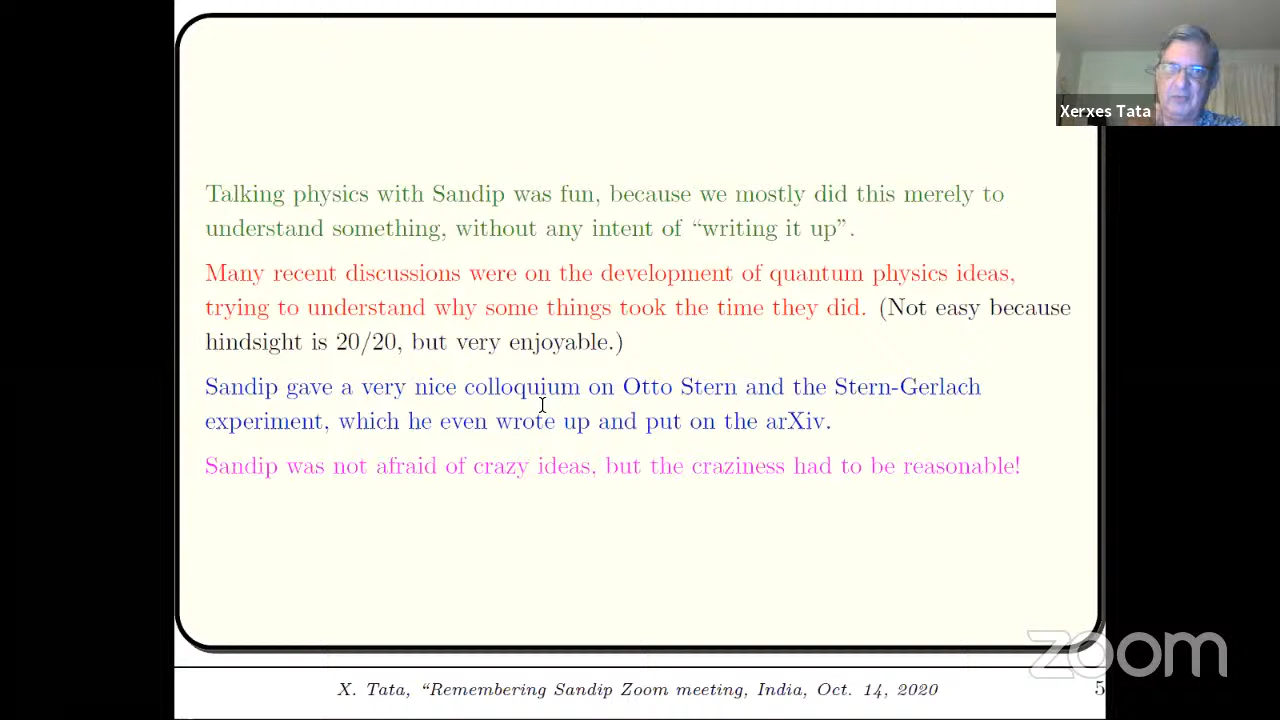 Xerxes Tata
Talking physics with Sandip was fun, because we mostly did this merely to
understand something, without any intent of “writing it up”.
Many recent discussions were on the development of quantum physics ideas,
trying to understand why some things took the time they did. (Not easy because
hindsight is 20/20, but very enjoyable.)
Sandip gave a very nice colloquium on Otto Stern and the Stern-Gerlach
experiment, which he even wrote up and put on the arXiv.
Sandip was not afraid of crazy ideas, but the craziness had to be reasonable!
zoom
X. Tata, “Remembering Sandip Zoom meeting, India, Oct. 14, 2020
5